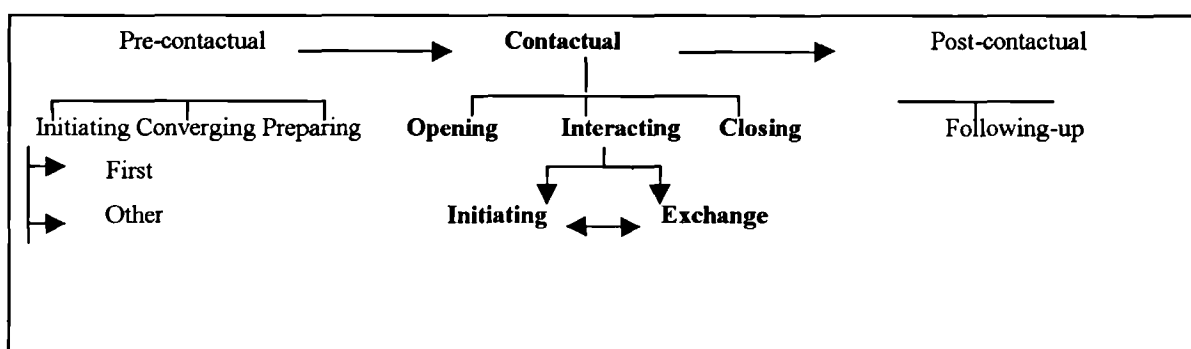 Pre-contactual Contactual Post-contactual
Initiating Converging Preparing Opening Interacting Closing Following-up
First
Other Initiating Exchange